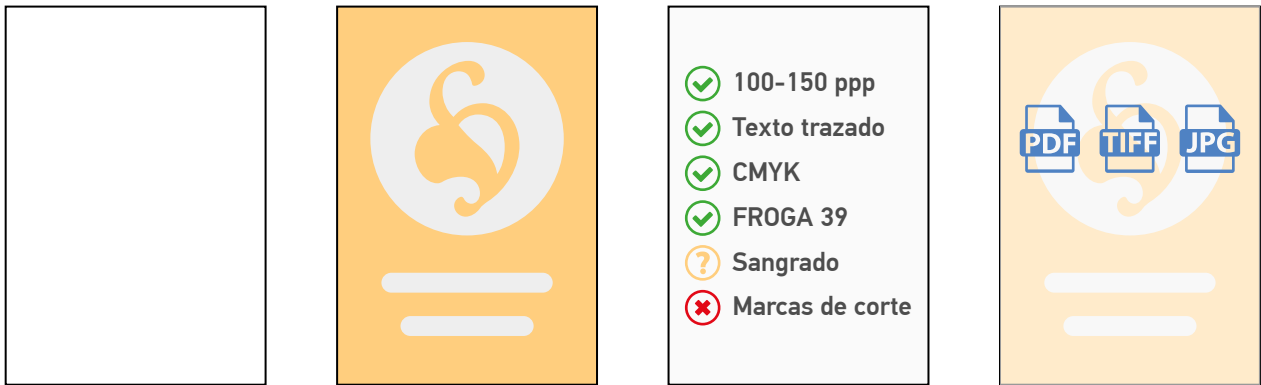 100-150 ppp
Texto trazado
CMYK
FROGA 39
? Sangrado
Marcas de corte
PDF TIFF JPG